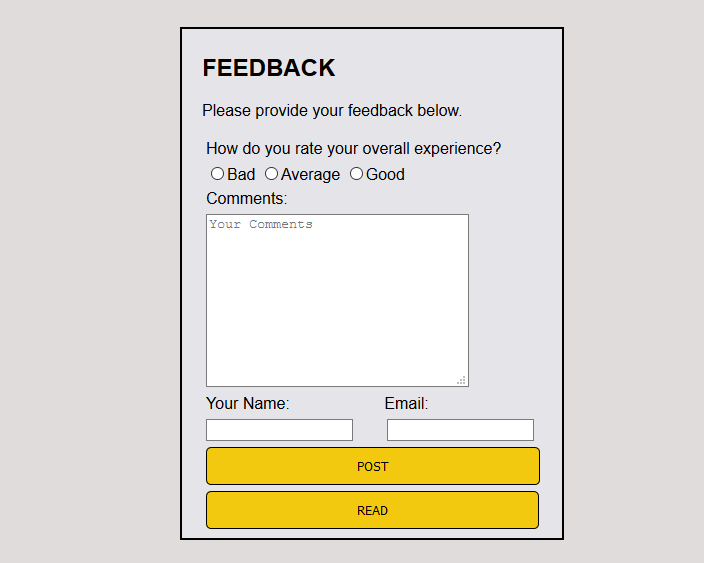 FEEDBACK
Please provide your feedback below.
How do you rate your overall experience?
Bad Average Good
Comments:
Your Comments
Your Name: Email:
POST
READ